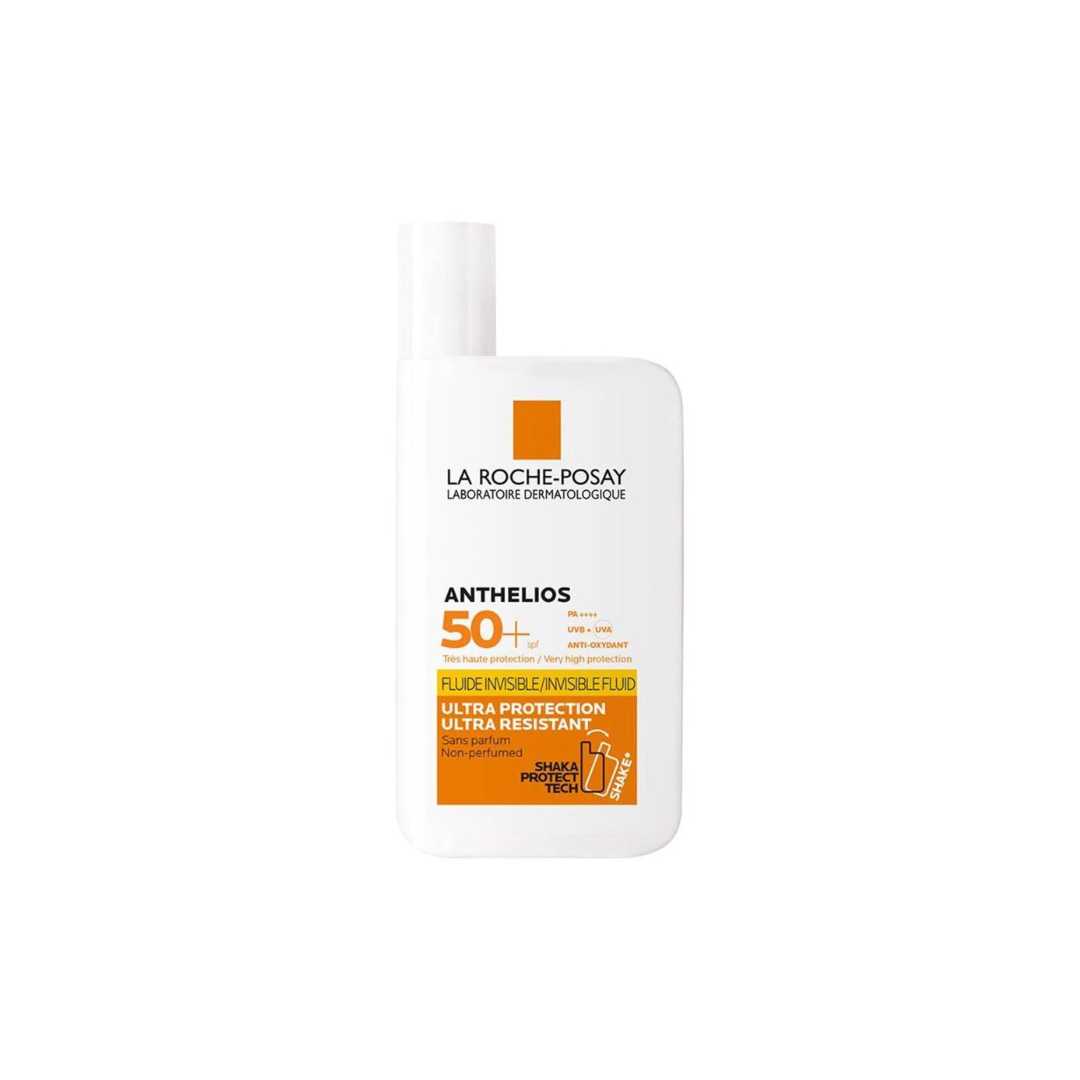 LA ROCHE-POSAY
LABORATOIRE DERMATOLOGIQUE
ANTHELIOS
50+ spf
PA ++++
UVB + UVA
ANTI-OXYDANT
Très haute protection / Very high protection
FLUIDE INVISIBLE/INVISIBLE FLUID
ULTRA PROTECTION
ULTRA RESISTANT
Sans parfum
Non-perfumed
SHAKA
PROTECT
TECH
SHAKE*